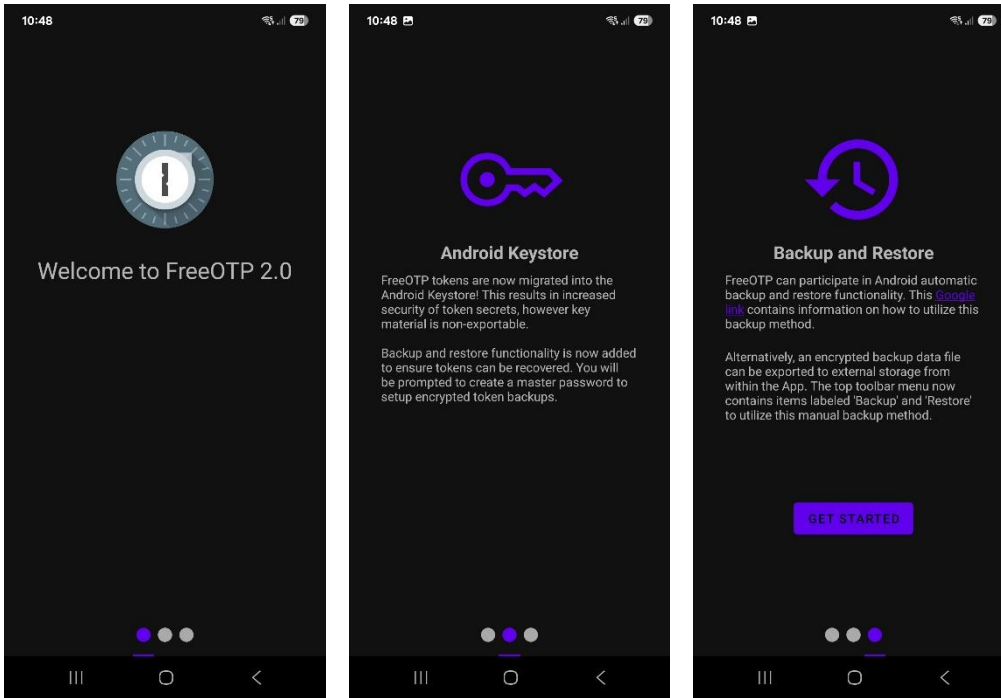 10:48
79
Welcome to FreeOTP 2.0
10:48
79
Android Keystore
FreeOTP tokens are now migrated into the
Android Keystore! This results in increased
security of token secrets, however key
material is non-exportable.
Backup and restore functionality is now added
to ensure tokens can be recovered. You will
be prompted to create a master password to
setup encrypted token backups.
10:48
79
Backup and Restore
FreeOTP can participate in Android automatic
backup and restore functionality. This Google
link contains information on how to utilize this
backup method.
Alternatively, an encrypted backup data file
can be exported to external storage from
within the App. The top toolbar menu now
contains items labeled 'Backup' and 'Restore'
to utilize this manual backup method.
GET STARTED